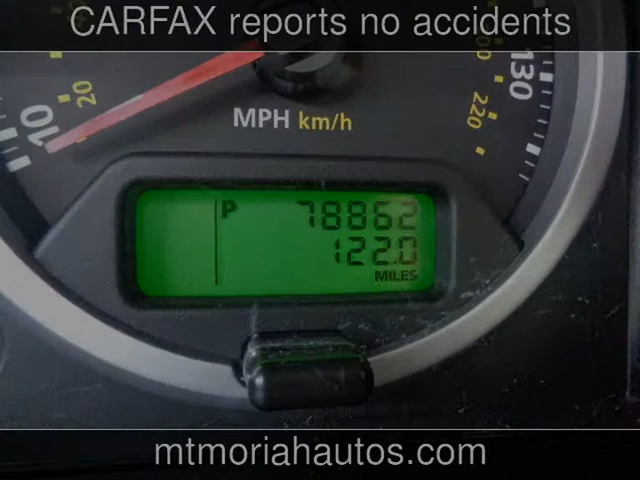 CARFAX reports no accidents
10
20
MPH km/h
130
220
P 78862
122.0
MILES
mtmoriahautos.com